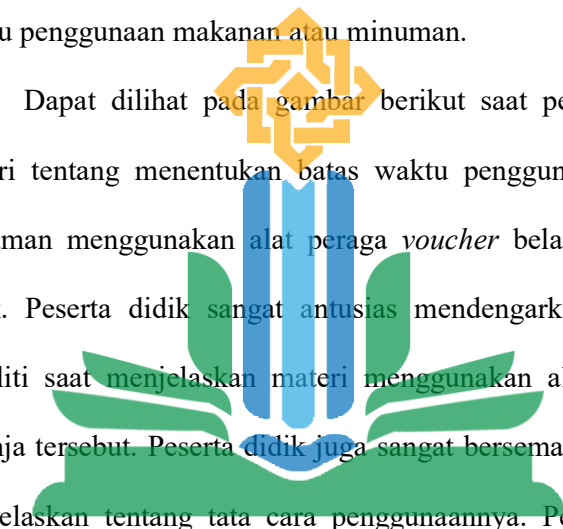 u penggunaan makanan atau minuman.
Dapat dilihat pada gambar berikut saat pe
ri tentang menentukan batas waktu penggun
uman menggunakan alat peraga voucher bela
. Peserta didik sangat antusias mendengark
liti saat menjelaskan materi menggunakan al
nja tersebut. Peserta didik juga sangat bersema
elaskan tentang tata cara penggunaannya. Pe